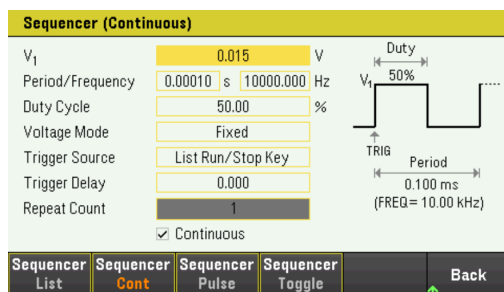 Sequencer (Continuous)
V1 0.015 V
Period/Frequency 0.00010 s 10000.000 Hz
Duty Cycle 50.00 %
Voltage Mode Fixed
Trigger Source List Run/Stop Key
Trigger Delay 0.000
Repeat Count 1
Continuous
Duty
50%
V1
TRIG
Period
0.100 ms
(FREQ= 10.00 kHz)
Sequencer List
Sequencer Cont
Sequencer Pulse
Sequencer Toggle
Back